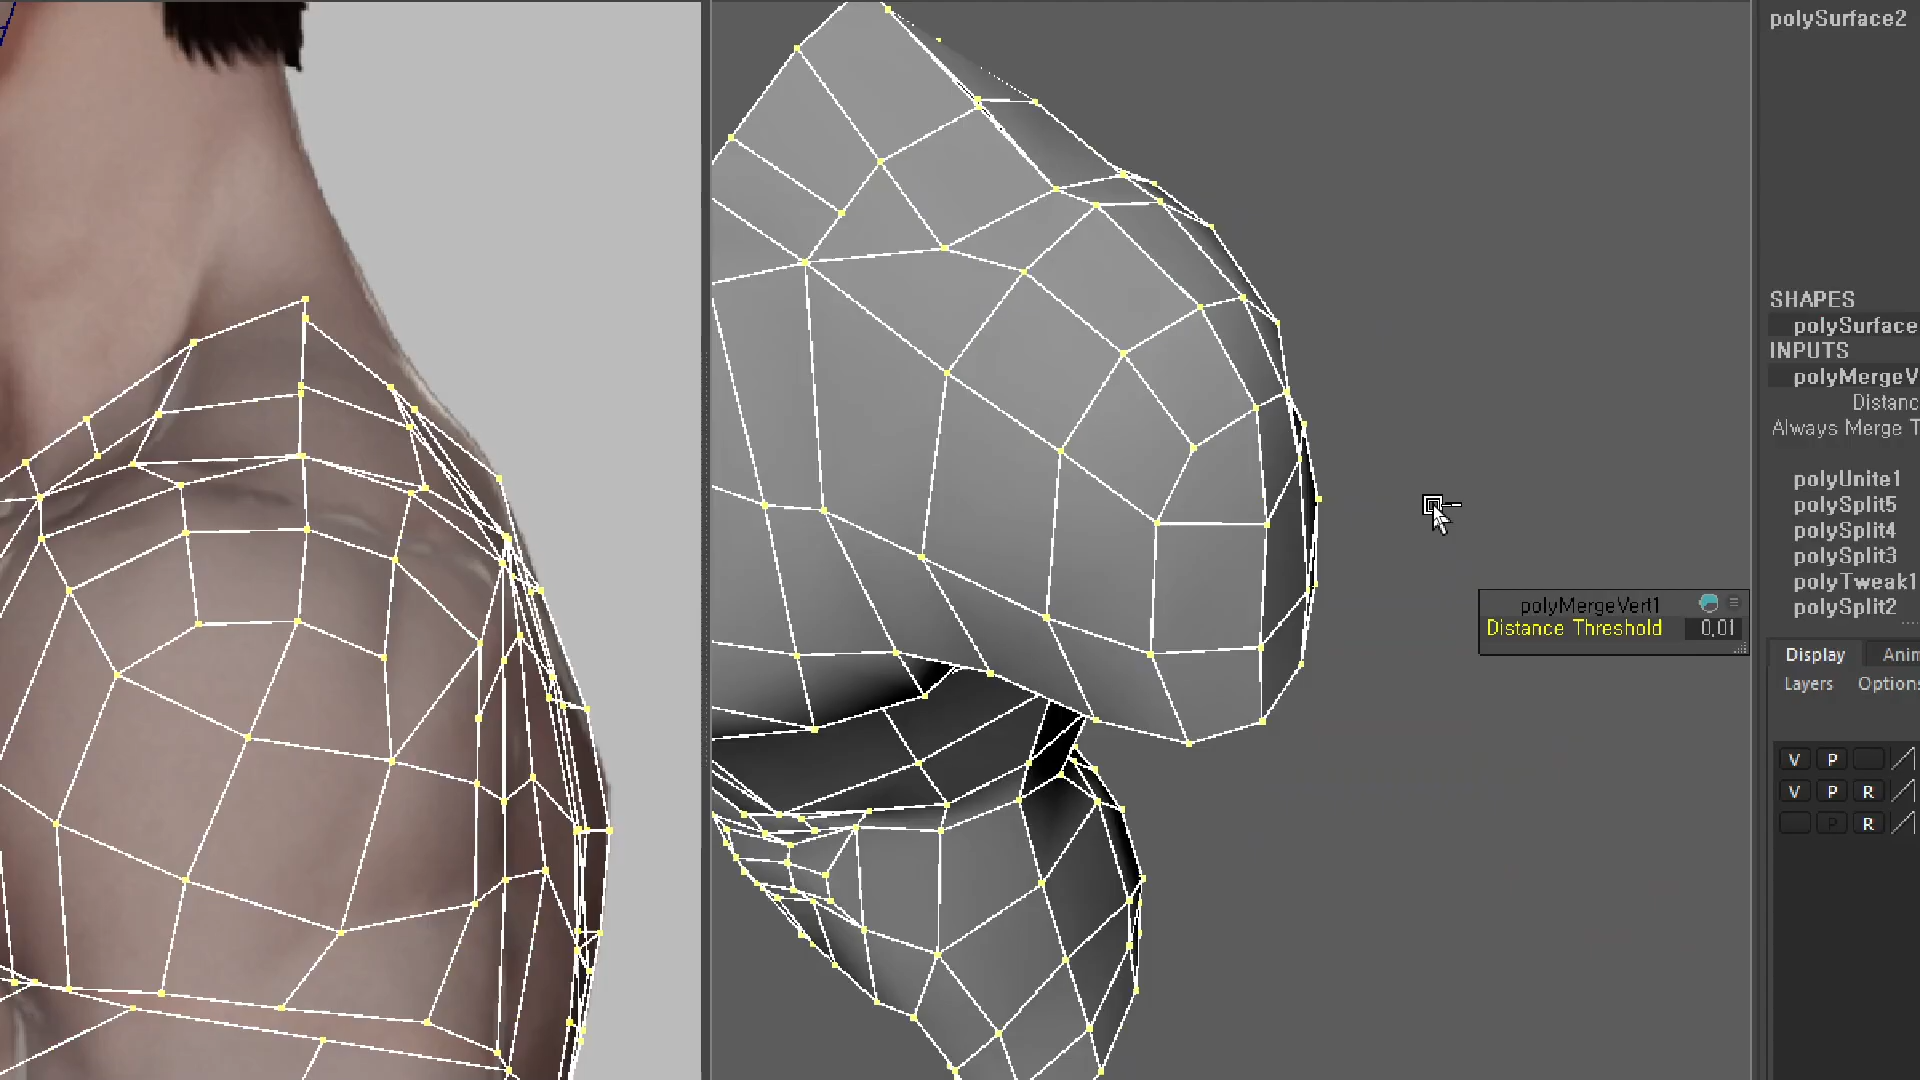 polySurface2
SHAPES
polySurface
INPUTS
polyMergeV
Distanc
Always Merge T
polyUnite1
polySplit5
polySplit4
polySplit3
polyTweak1
polySplit2
polyMergeVert1
Distance Threshold 0,01
Display Anim
Layers Options
V P
V P R
P R